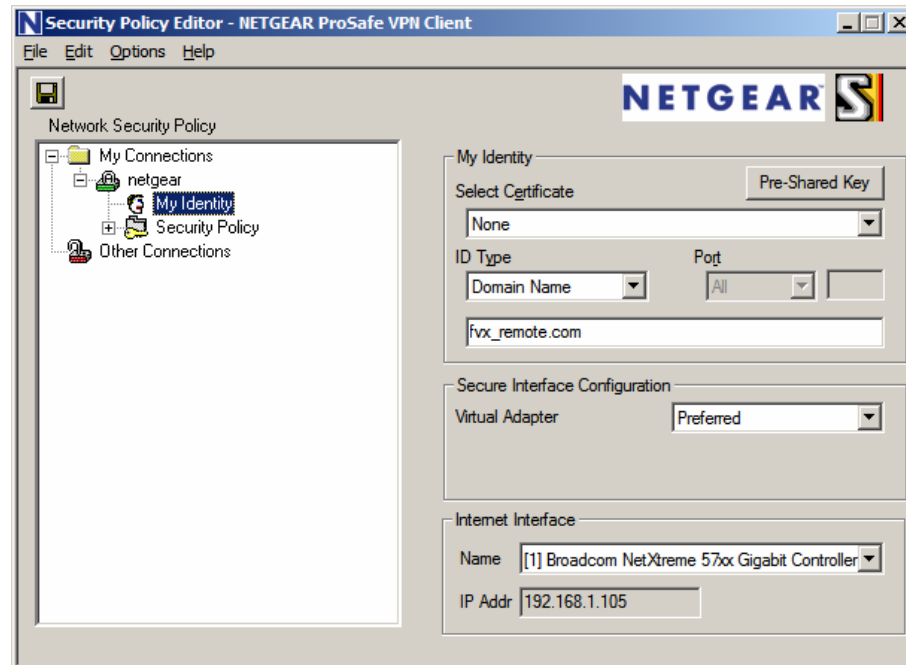 Security Policy Editor - NETGEAR ProSafe VPN Client
File Edit Options Help
NETGEAR
Network Security Policy
My Connections
netgear
My Identity
Security Policy
Other Connections
My Identity
Select Certificate
Pre-Shared Key
None
ID Type
Port
Domain Name
All
fvx_remote.com
Secure Interface Configuration
Virtual Adapter
Preferred
Internet Interface
Name [1] Broadcom NetXtreme 57xx Gigabit Controller
IP Addr 192.168.1.105